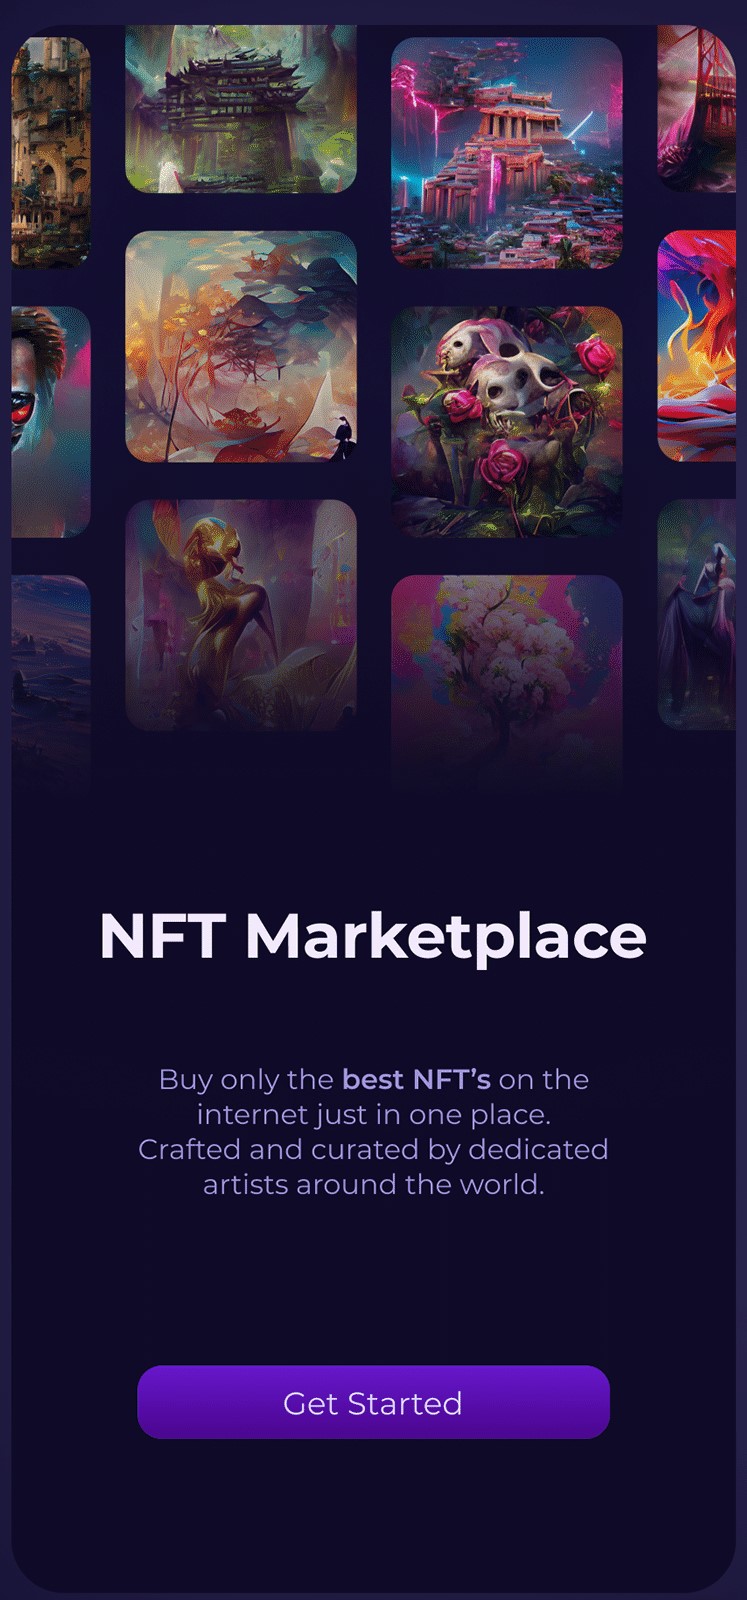 NFT Marketplace
Buy only the best NFT’s on the
internet just in one place.
Crafted and curated by dedicated
artists around the world.
Get Started